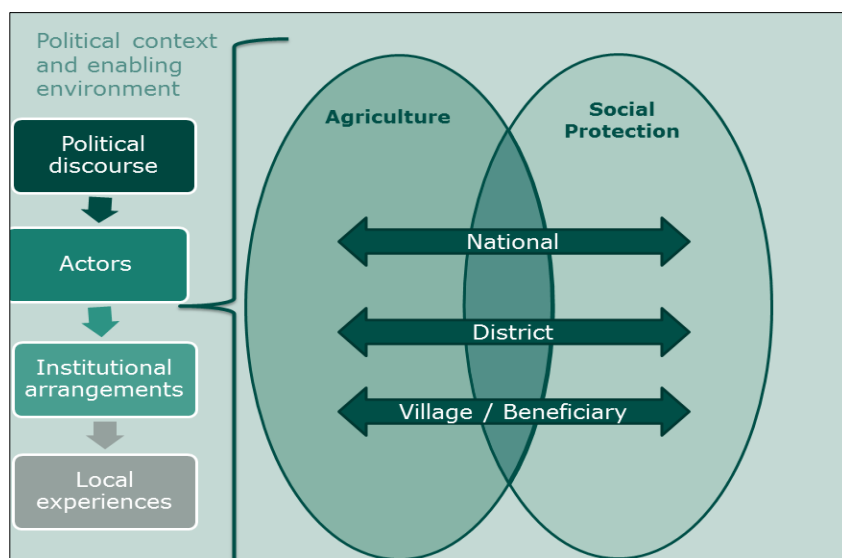 Political context
and enabling
environment
Political
discourse
Actors
Institutional
arrangements
Local
experiences
Agriculture
Social
Protection
National
District
Village / Beneficiary